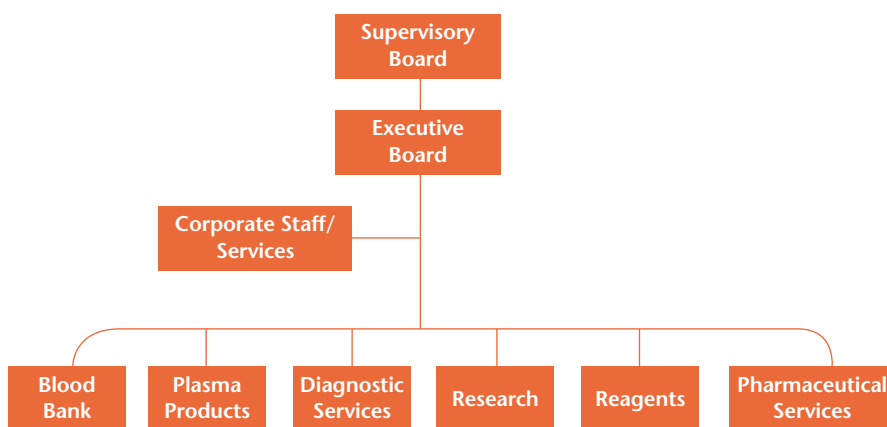 Supervisory
Board
Executive
Board
Corporate Staff/
Services
Blood
Bank
Plasma
Products
Diagnostic
Services
Research
Reagents
Pharmaceutical
Services